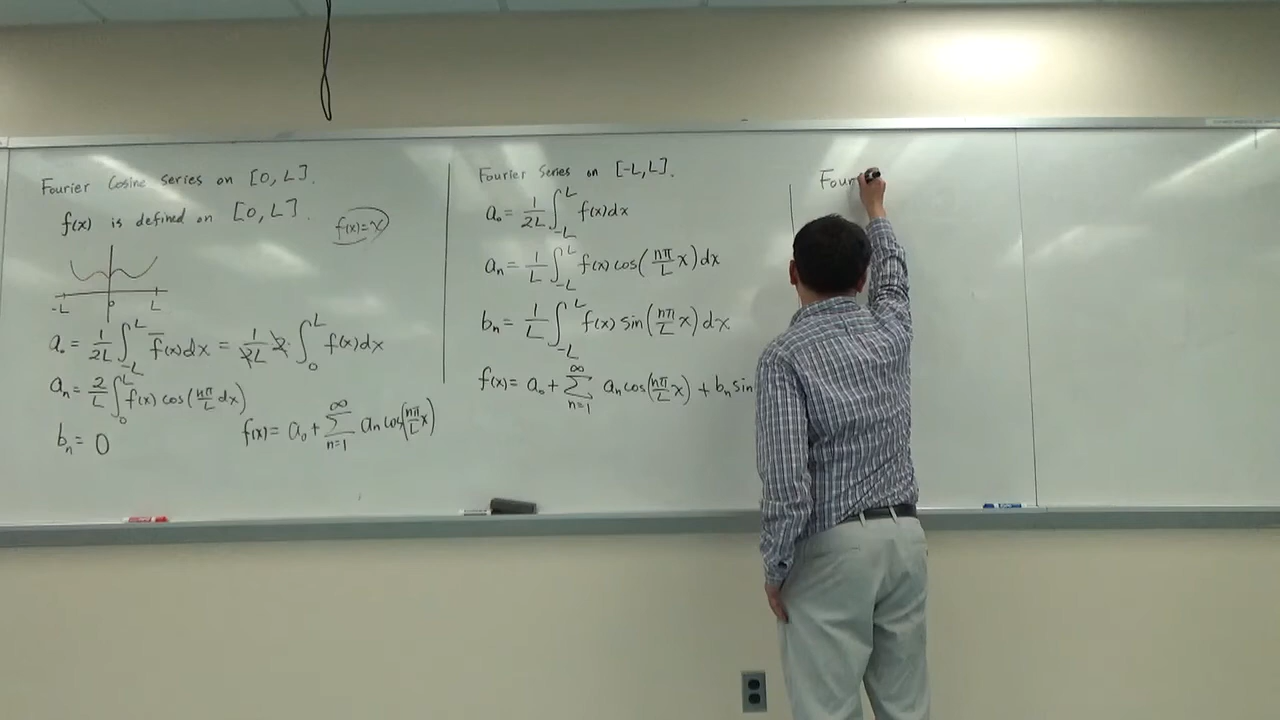 Fourier Cosine Series on [0, L].
f(x) is defined on [0, L].
f(x)=x
-L 0 L
a₀ = 1/2L ∫_{-L}^{L} f̅(x)dx = 1/2L 2· ∫_0^L f(x)dx
aₙ = 2/L ∫_0^L f(x) cos(nπ/L dx)
bₙ = 0
f(x) = a₀ + ∑_{n=1}^∞ aₙ cos(nπ/L x)
Fourier Series on [-L, L].
a₀ = 1/2L ∫_{-L}^{L} f(x)dx
aₙ = 1/L ∫_{-L}^{L} f(x) cos(nπ/L x)dx
bₙ = 1/L ∫_{-L}^{L} f(x) sin(nπ/L x)dx
f(x) = a₀ + ∑_{n=1}^∞ aₙ cos(nπ/L x) + bₙ sin
Four